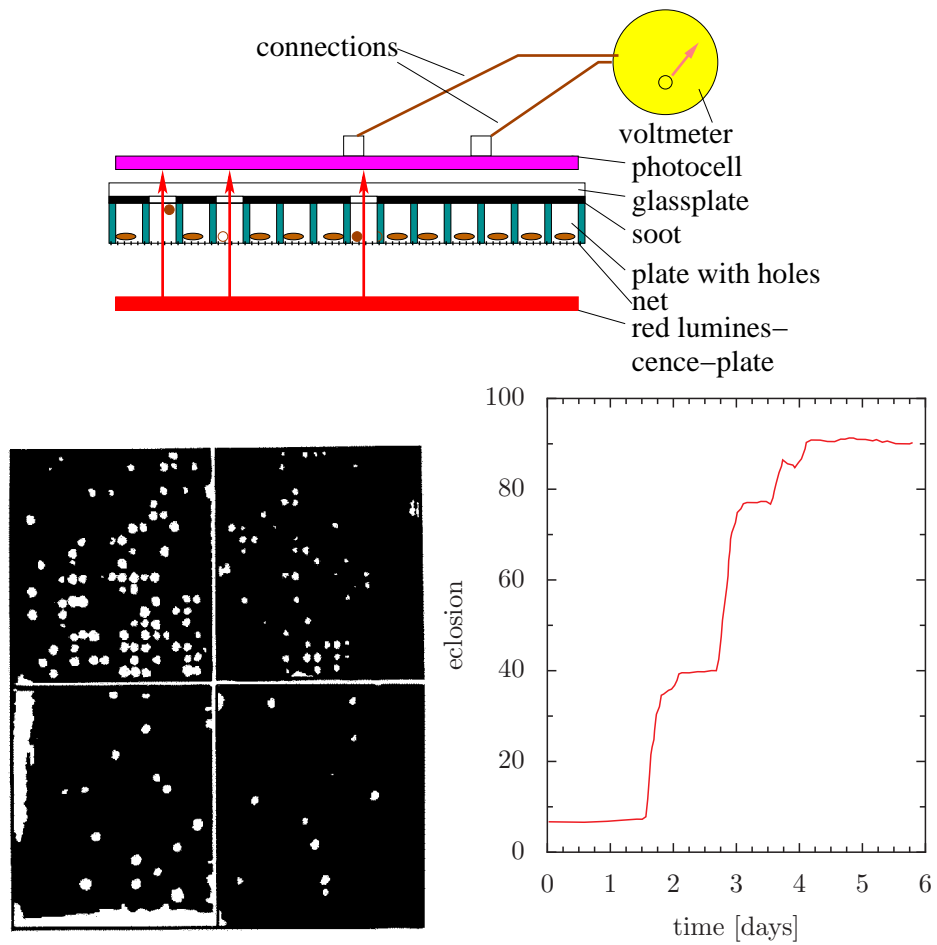 connections
voltmeter
photocell
glassplate
soot
plate with holes
net
red lumines–
cence–plate
100
80
60
40
20
0
eclosion
0 1 2 3 4 5 6
time [days]